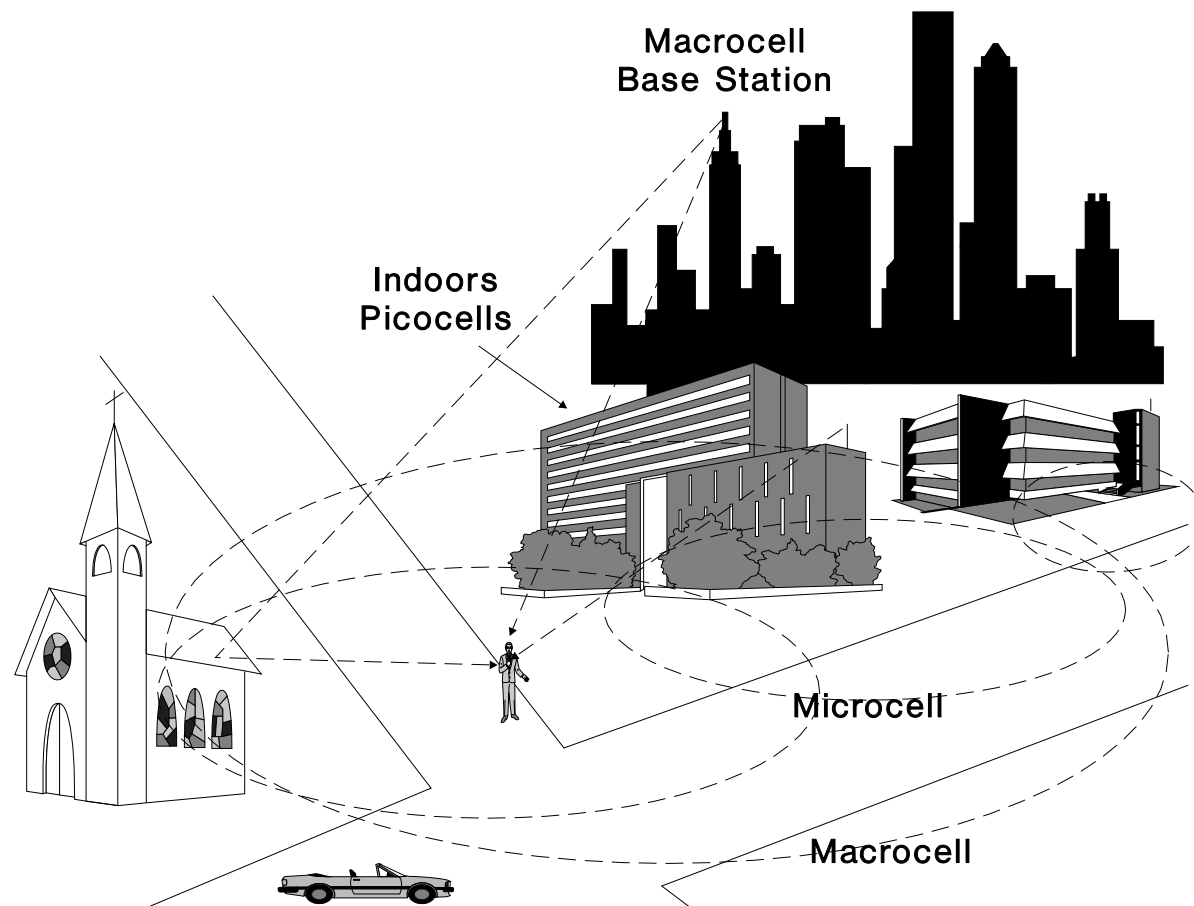 Macrocell
Base Station
Indoors
Picocells
Microcell
Macrocell